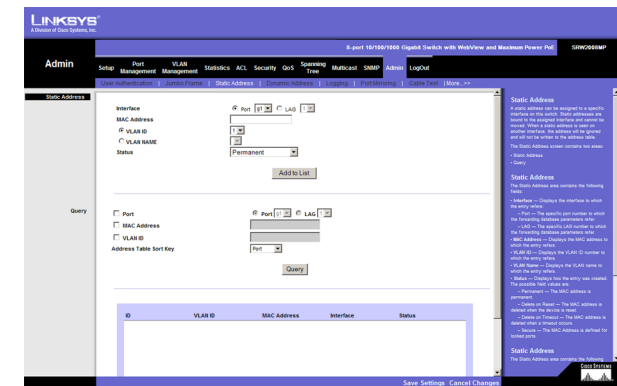 LINKSYS®
A Division of Cisco Systems, Inc.
8-port 10/100/1000 Gigabit Switch with WebView and Maximum Power PoE
SRW2008MP
Admin
Setup
Port Management
VLAN Management
Statistics
ACL
Security
QoS
Spanning Tree
Multicast
SNMP
Admin
LogOut
User Authentication | Jumbo Frame | Static Address | Dynamic Address | Logging | Port Mirroring | Cable Test | More...>>
Static Address
Interface
Port g1 LAG 1
MAC Address
VLAN ID
1
VLAN NAME
Status
Permanent
Add to List
Query
Port
Port g1 LAG 1
MAC Address
VLAN ID
Address Table Sort Key
Port
Query
ID
VLAN ID
MAC Address
Interface
Status
Static Address
A static address can be assigned to a specific
interface on this switch. Static addresses are
bound to the assigned interface and cannot be
moved. When a static address is seen on
another interface, the address will be ignored
and will not be written to the address table.
The Static Address screen contains two areas:
- Static Address
- Query
Static Address
The Static Address area contains the following
fields:
• Interface — Displays the interface to which
the entry refers:
– Port — The specific port number to which
the forwarding database parameters refer.
– LAG — The specific LAG number to which
the forwarding database parameters refer.
• MAC Address — Displays the MAC address to
which the entry refers.
• VLAN ID — Displays the VLAN ID number to
which the entry refers.
• VLAN Name — Displays the VLAN name to
which the entry refers.
• Status — Displays how the entry was created.
The possible field values are:
– Permanent — The MAC address is
permanent.
– Delete on Reset — The MAC address is
deleted when the device is reset.
– Delete on Timeout — The MAC address is
deleted when a timeout occurs.
– Secure — The MAC Address is defined for
locked ports.
Static Address
The Static Address area contains the following
Save Settings
Cancel Changes
CISCO SYSTEMS